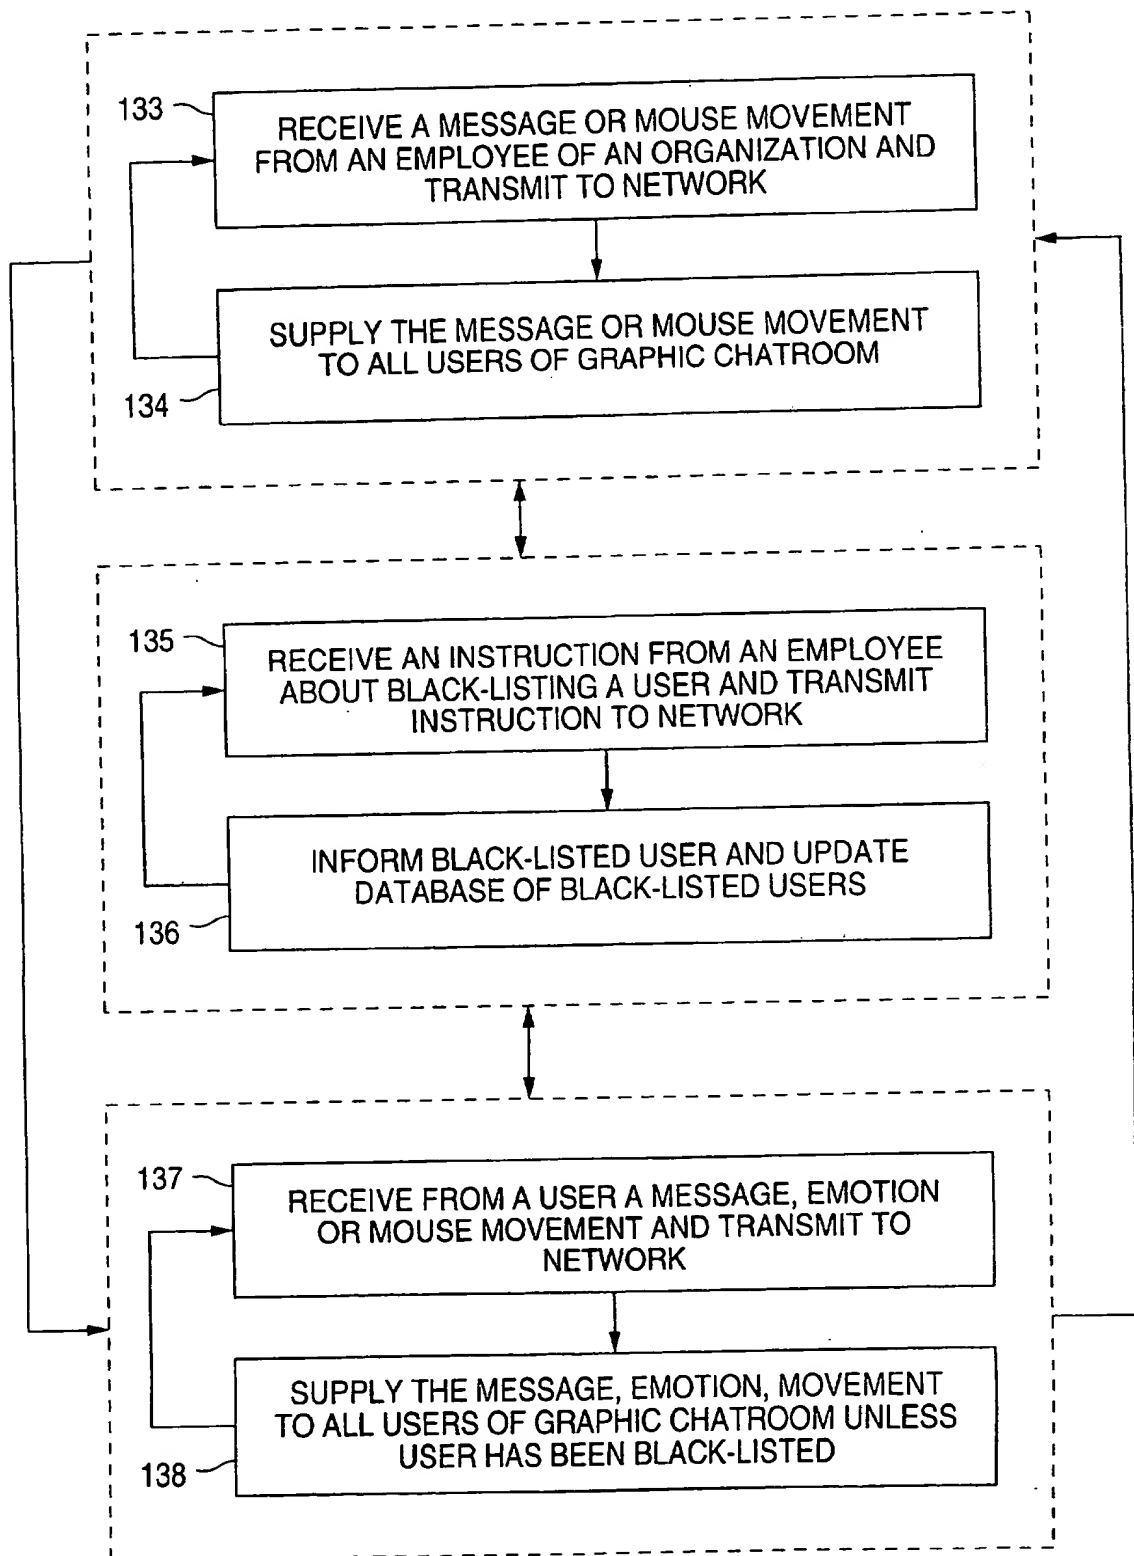 133
RECEIVE A MESSAGE OR MOUSE MOVEMENT
FROM AN EMPLOYEE OF AN ORGANIZATION AND
TRANSMIT TO NETWORK
SUPPLY THE MESSAGE OR MOUSE MOVEMENT
TO ALL USERS OF GRAPHIC CHATROOM
134
135
RECEIVE AN INSTRUCTION FROM AN EMPLOYEE
ABOUT BLACK-LISTING A USER AND TRANSMIT
INSTRUCTION TO NETWORK
INFORM BLACK-LISTED USER AND UPDATE
DATABASE OF BLACK-LISTED USERS
136
137
RECEIVE FROM A USER A MESSAGE, EMOTION
OR MOUSE MOVEMENT AND TRANSMIT TO
NETWORK
SUPPLY THE MESSAGE, EMOTION, MOVEMENT
TO ALL USERS OF GRAPHIC CHATROOM UNLESS
USER HAS BEEN BLACK-LISTED
138